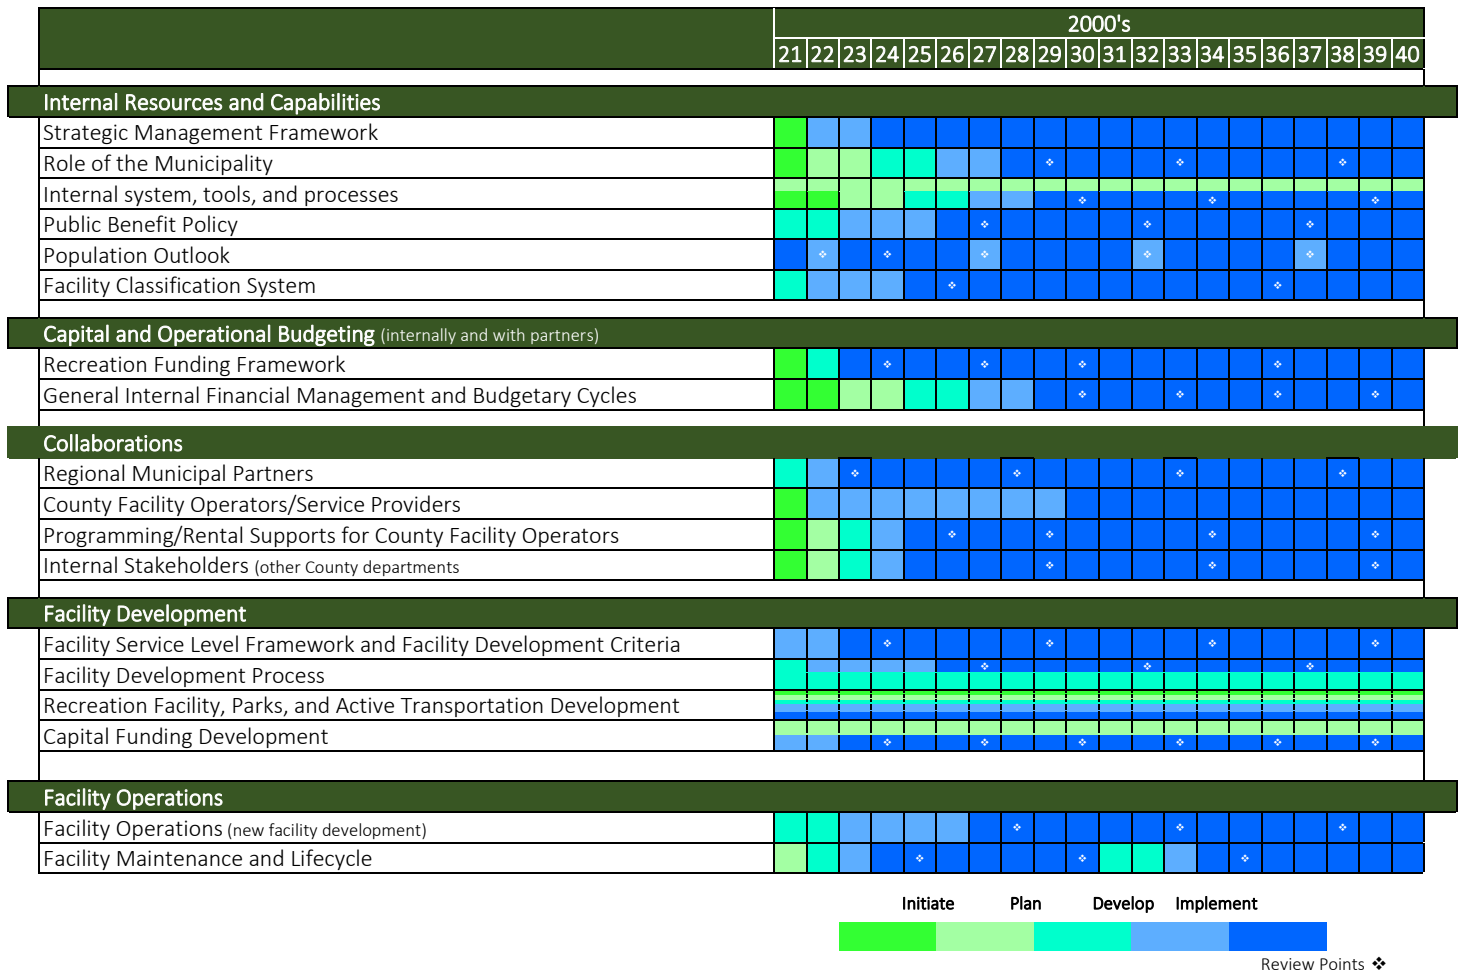 2000's
21 22 23 24 25 26 27 28 29 30 31 32 33 34 35 36 37 38 39 40
Internal Resources and Capabilities
Strategic Management Framework
Role of the Municipality
Internal system, tools, and processes
Public Benefit Policy
Population Outlook
Facility Classification System
Capital and Operational Budgeting (internally and with partners)
Recreation Funding Framework
General Internal Financial Management and Budgetary Cycles
Collaborations
Regional Municipal Partners
County Facility Operators/Service Providers
Programming/Rental Supports for County Facility Operators
Internal Stakeholders (other County departments
Facility Development
Facility Service Level Framework and Facility Development Criteria
Facility Development Process
Recreation Facility, Parks, and Active Transportation Development
Capital Funding Development
Facility Operations
Facility Operations (new facility development)
Facility Maintenance and Lifecycle
Initiate Plan Develop Implement
Review Points ❖